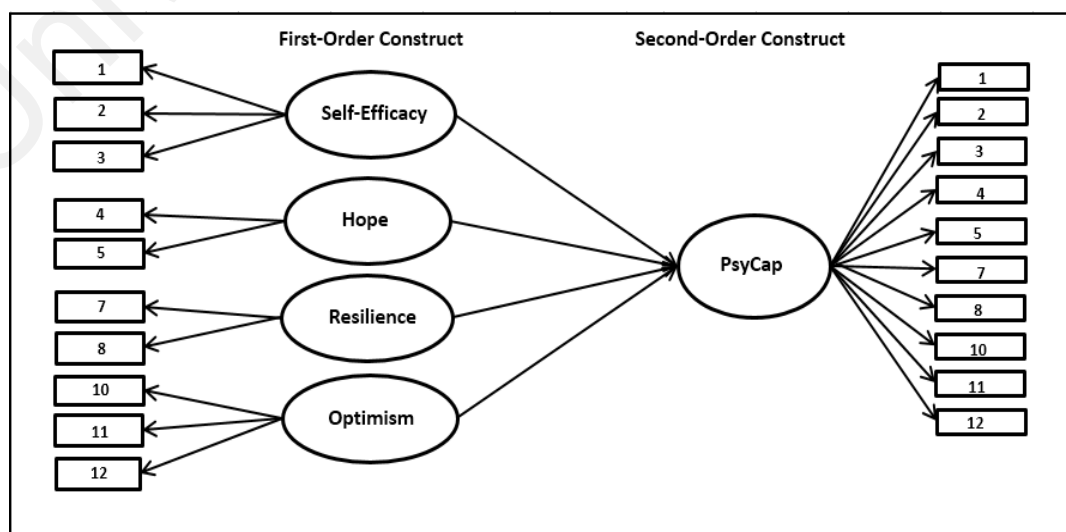 First-Order Construct
Second-Order Construct
1
2
3
4
5
7
8
10
11
12
Self-Efficacy
Hope
Resilience
Optimism
PsyCap
1
2
3
4
5
7
8
10
11
12